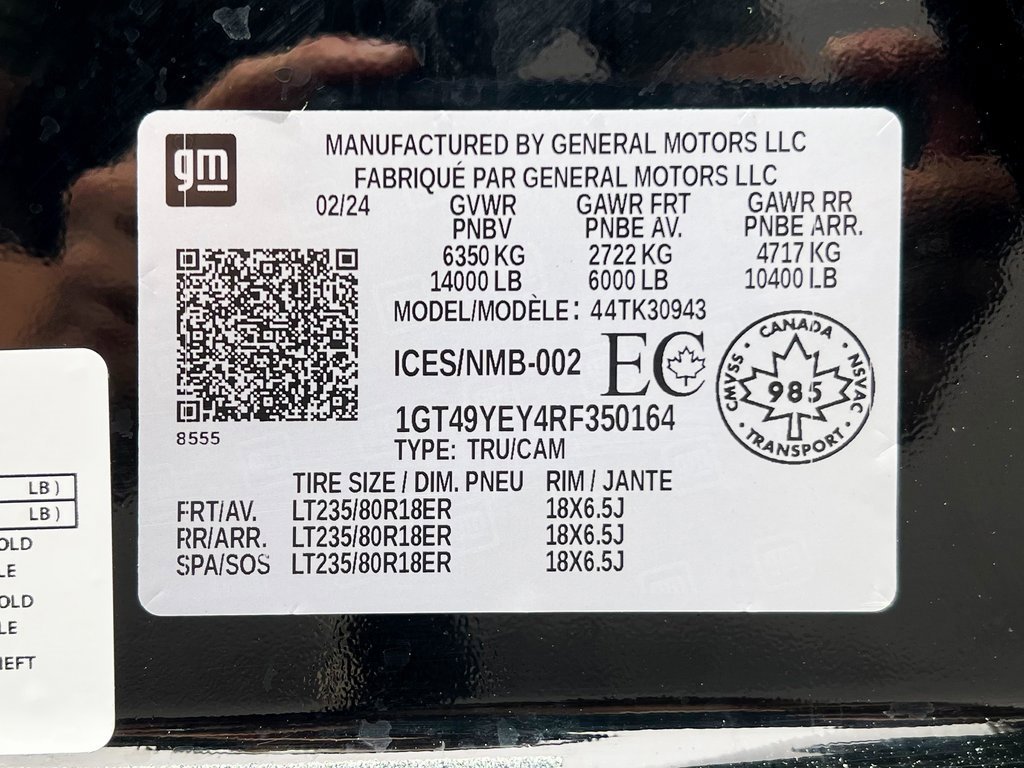 gm
MANUFACTURED BY GENERAL MOTORS LLC
FABRIQUÉ PAR GENERAL MOTORS LLC
02/24 GVWR GAWR FRT GAWR RR
PNBV PNBE AV. PNBE ARR.
6350 KG 2722 KG 4717 KG
14000 LB 6000 LB 10400 LB
MODEL/MODÈLE: 44TK30943
ICES/NMB-002 EC
CANADA
CMVSS · 985 · NSVAC
TRANSPORT
8555
1GT49YEY4RF350164
TYPE: TRU/CAM
TIRE SIZE / DIM. PNEU RIM / JANTE
FRT/AV. LT235/80R18ER 18X6.5J
RR/ARR. LT235/80R18ER 18X6.5J
SPA/SOS LT235/80R18ER 18X6.5J
LB)
LB)
OLD
LE
OLD
LE
HEFT